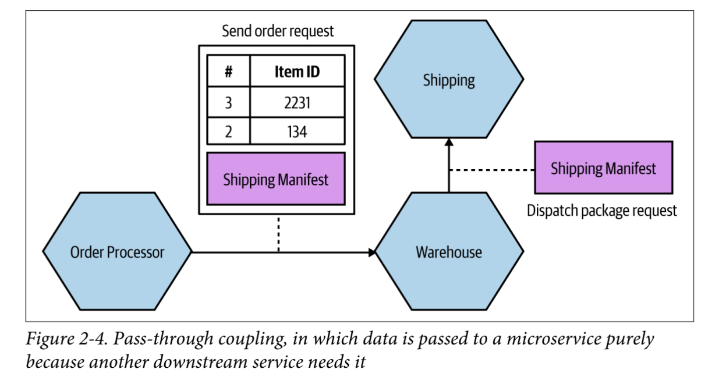 Send order request
# Item ID
3 2231
2 134
Shipping Manifest
Shipping
Shipping Manifest
Dispatch package request
Order Processor
Warehouse
Figure 2-4. Pass-through coupling, in which data is passed to a microservice purely
because another downstream service needs it